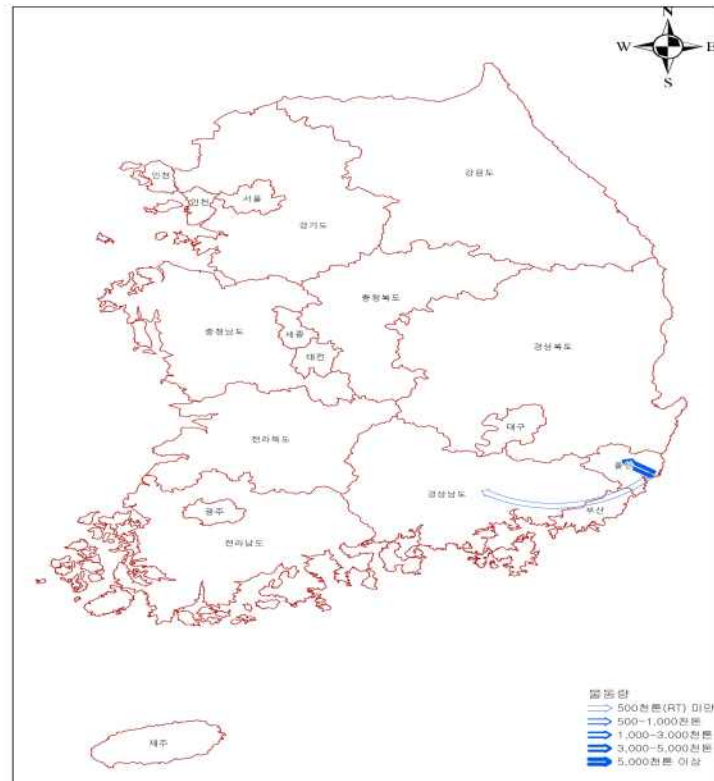 N
W E
S
강원도
인천
인천
서울
경기도
충청북도
충청남도
세종
대전
경상북도
대구
전라북도
울산
경상남도
부산
광주
전라남도
제주
물동량
500천톤(RT) 미만
500-1,000천톤
1,000-3,000천톤
3,000-5,000천톤
5,000천톤 이상